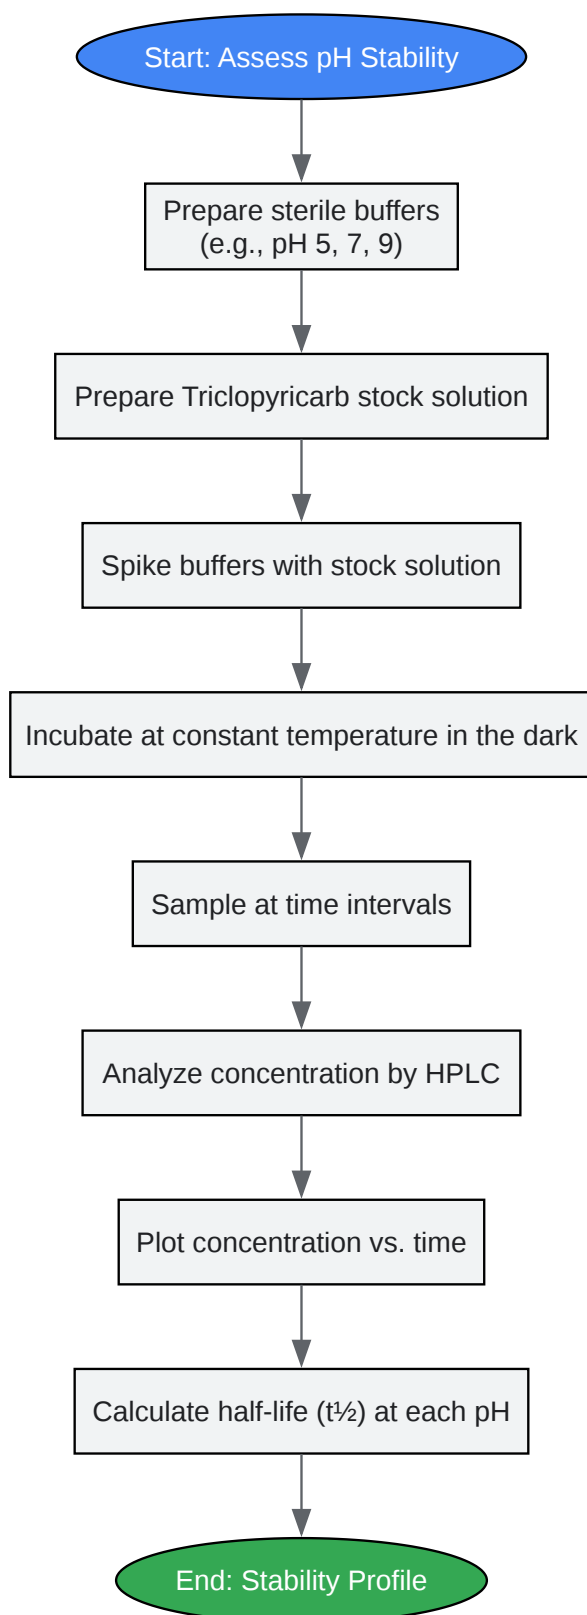 Start: Assess pH Stability
Prepare sterile buffers
(e.g., pH 5, 7, 9)
Prepare Triclopyricarb stock solution
Spike buffers with stock solution
Incubate at constant temperature in the dark
Sample at time intervals
Analyze concentration by HPLC
Plot concentration vs. time
Calculate half-life (t½) at each pH
End: Stability Profile